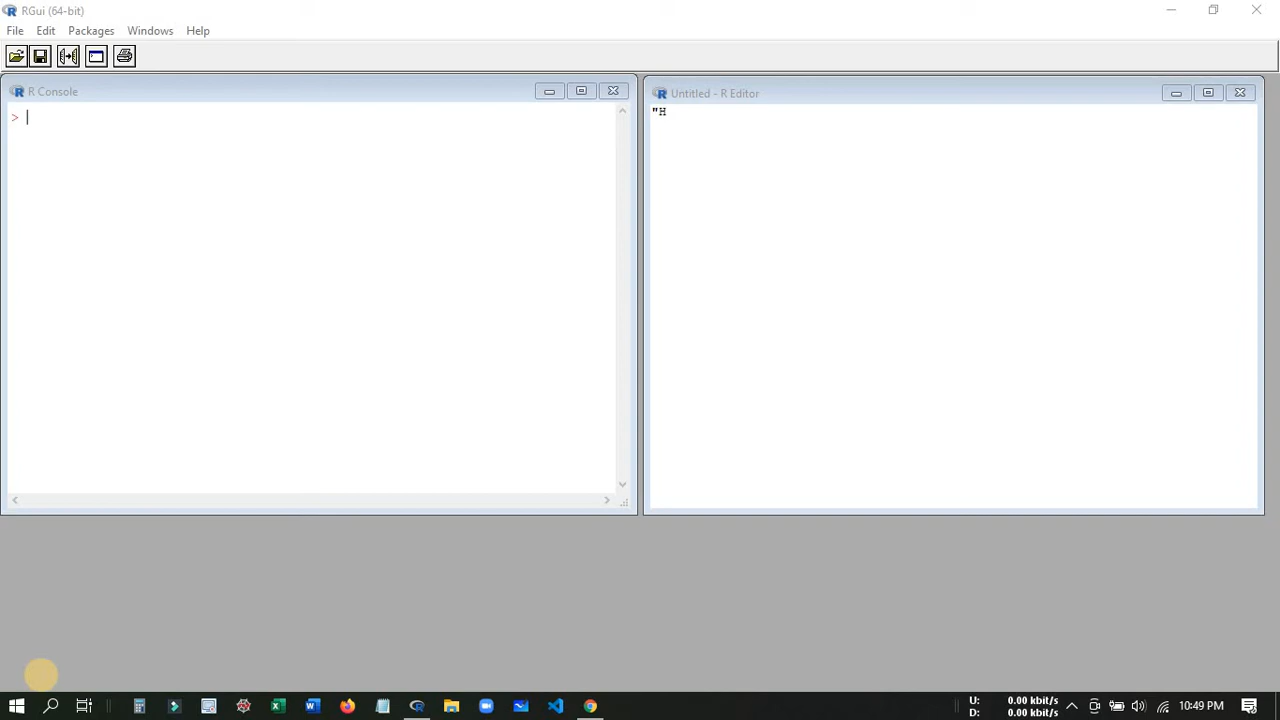 RGui (64-bit)
File Edit Packages Windows Help
R Console
>
Untitled - R Editor
"H
U: 0.00 kbit/s
D: 0.00 kbit/s
10:49 PM